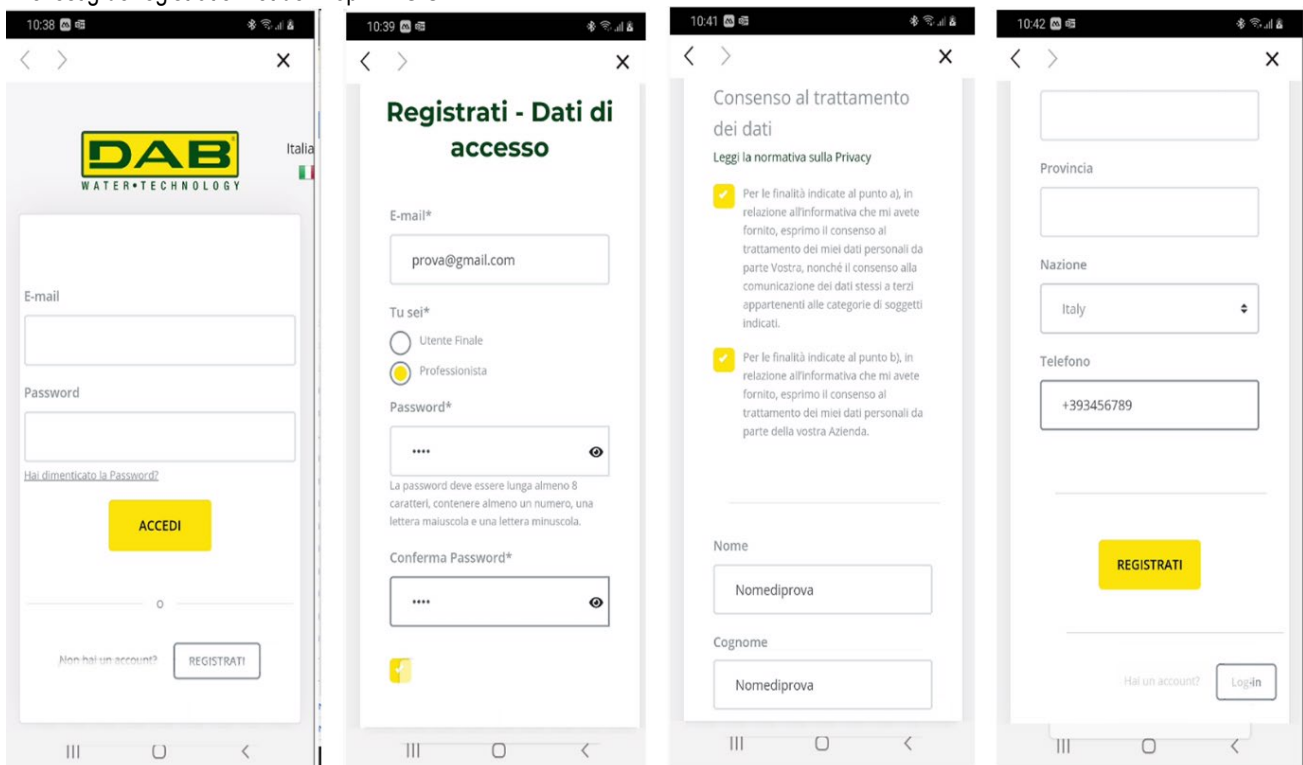 10:38
DAB
WATER•TECHNOLOGY
Italia
E-mail
Password
Hai dimenticato la Password?
ACCEDI
o
Non hai un account?
REGISTRATI
10:39
Registrati - Dati di
accesso
E-mail*
prova@gmail.com
Tu sei*
Utente Finale
Professionista
Password*
••••
La password deve essere lunga almeno 8
caratteri, contenere almeno un numero, una
lettera maiuscola e una lettera minuscola.
Conferma Password*
••••
10:41
Consenso al trattamento
dei dati
Leggi la normativa sulla Privacy
Per le finalità indicate al punto a), in
relazione all'informativa che mi avete
fornito, esprimo il consenso al
trattamento dei miei dati personali da
parte Vostra, nonché il consenso alla
comunicazione dei dati stessi a terzi
appartenenti alle categorie di soggetti
indicati.
Per le finalità indicate al punto b), in
relazione all'informativa che mi avete
fornito, esprimo il consenso al
trattamento dei miei dati personali da
parte della vostra Azienda.
Nome
Nomediprova
Cognome
Nomediprova
10:42
Provincia
Nazione
Italy
Telefono
+393456789
REGISTRATI
Hai un account?
Log-in